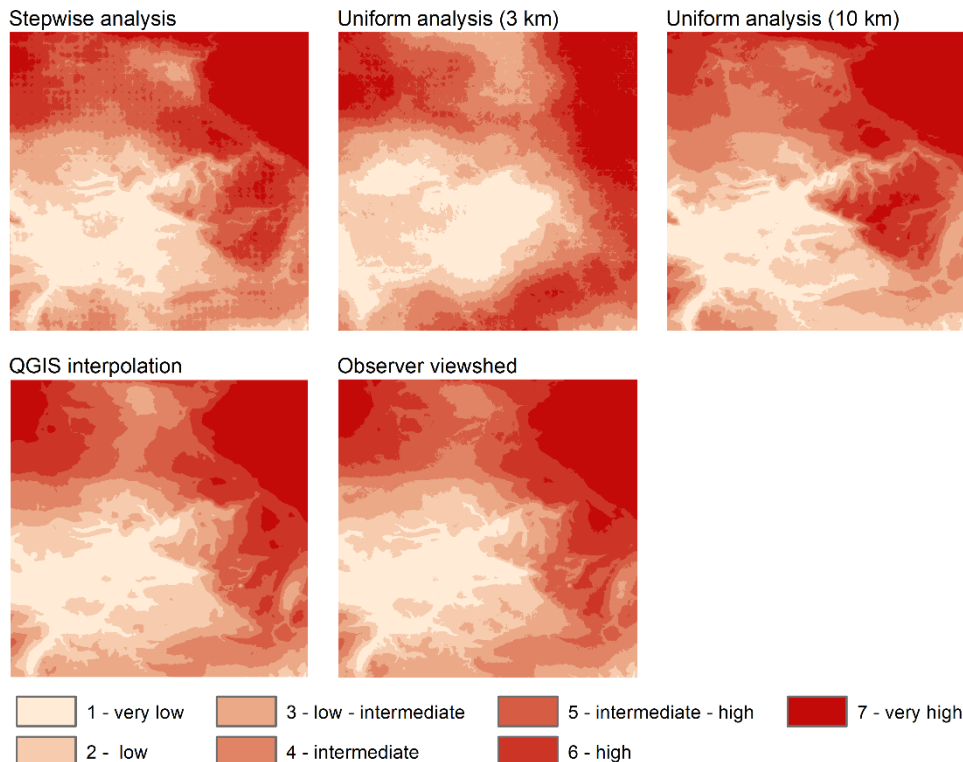 Stepwise analysis
Uniform analysis (3 km)
Uniform analysis (10 km)
QGIS interpolation
Observer viewshed
1 - very low
3 - low - intermediate
5 - intermediate - high
7 - very high
2 - low
4 - intermediate
6 - high